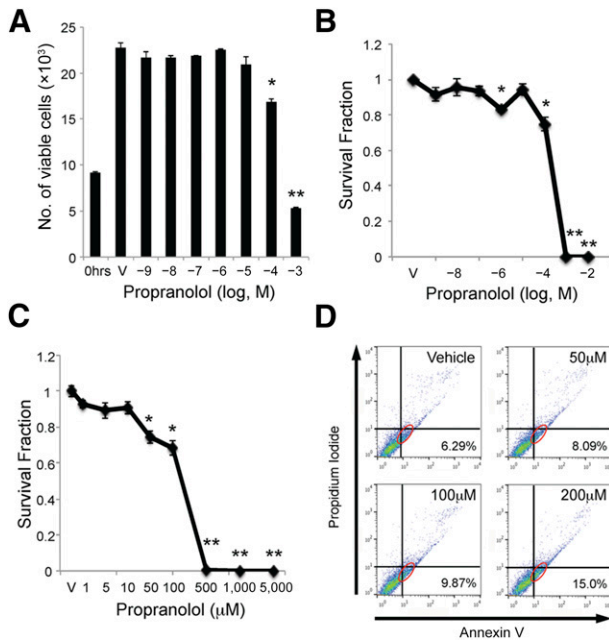 A
No. of viable cells (×10³)
25
20
15
10
5
0
*
**
0hrs V −9 −8 −7 −6 −5 −4 −3
Propranolol (log, M)
B
Survival Fraction
1.2
1
0.8
0.6
0.4
0.2
0
*
*
**
**
V −8 −6 −4 −2
Propranolol (log, M)
C
Survival Fraction
1.2
1
0.8
0.6
0.4
0.2
0
*
*
**
**
**
V 1 5 10 50 100 500 1,000 5,000
Propranolol (μM)
D
Propidium Iodide
Vehicle
6.29%
50μM
8.09%
100μM
9.87%
200μM
15.0%
Annexin V